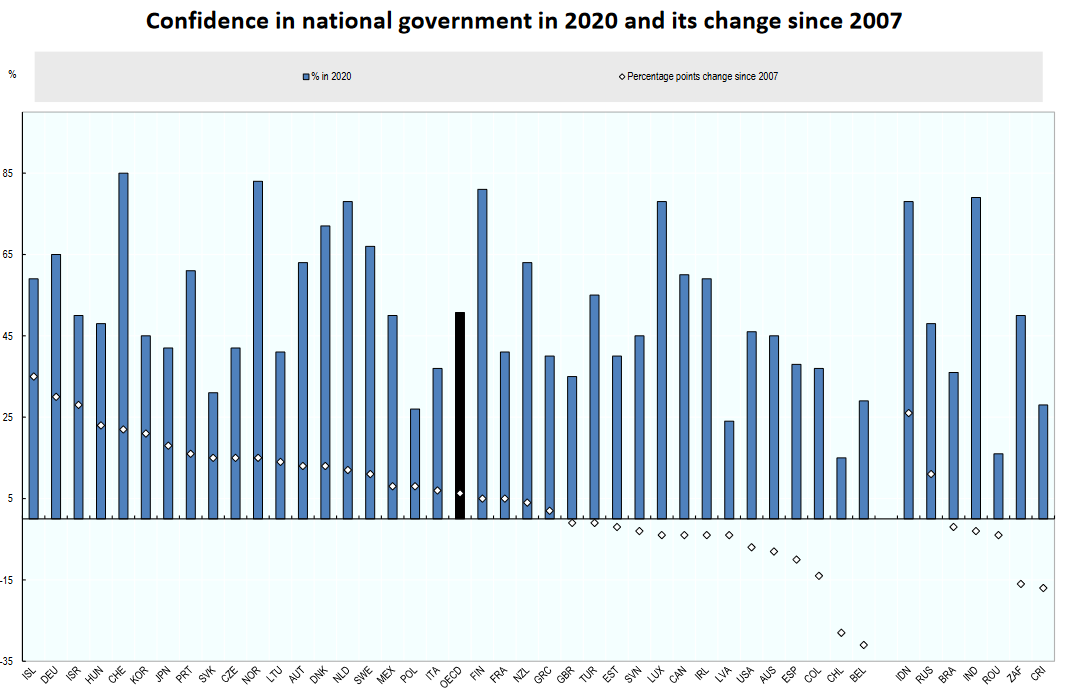 Confidence in national government in 2020 and its change since 2007
%
% in 2020
Percentage points change since 2007
85
65
45
25
5
-15
-35
ISL DEU ISR HUN CHE KOR JPN PRT SVK CZE NOR LTU AUT DNK NLD SWE MEX POL ITA OECD FIN FRA NZL GRC GBR TUR EST SVN LUX CAN IRL LVA USA AUS ESP COL CHL BEL IDN RUS BRA IND ROU ZAF CRI